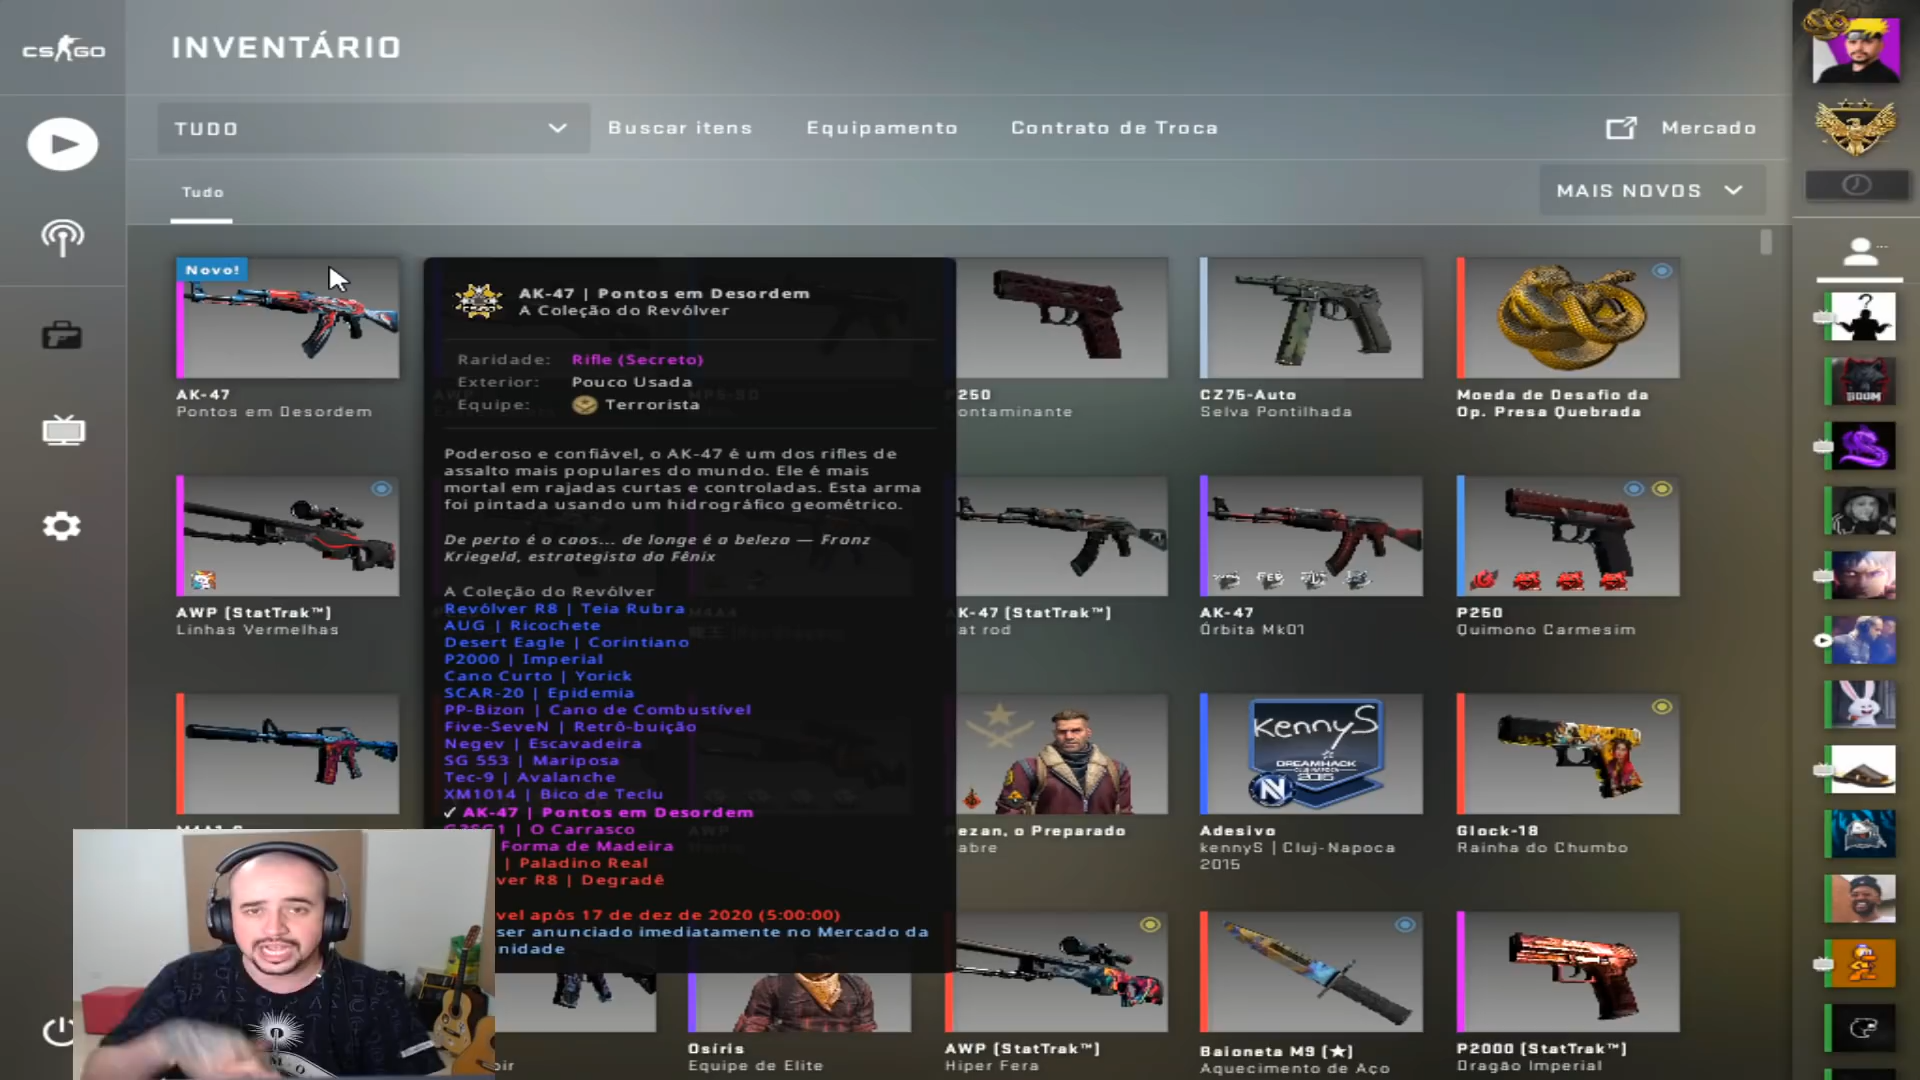 CS:GO
INVENTÁRIO
TUDO
Buscar itens
Equipamento
Contrato de Troca
Mercado
Tudo
MAIS NOVOS
Novo!
AK-47
Pontos em Desordem
AK-47 | Pontos em Desordem
A Coleção do Revólver
Raridade: Rifle (Secreto)
Exterior: Pouco Usada
Equipe: Terrorista
Poderoso e confiável, o AK-47 é um dos rifles de
assalto mais populares do mundo. Ele é mais
mortal em rajadas curtas e controladas. Esta arma
foi pintada usando um hidrográfico geométrico.
De perto é o caos... de longe é a beleza — Franz
Kriegeld, estrategista da Fênix
A Coleção do Revólver
Revólver R8 | Teia Rubra
AUG | Ricochete
Desert Eagle | Corintiano
P2000 | Imperial
Cano Curto | Yorick
SCAR-20 | Epidemia
PP-Bizon | Cano de Combustível
Five-SeveN | Retrô-buição
Negev | Escavadeira
SG 553 | Mariposa
Tec-9 | Avalanche
XM1014 | Bico de Teclu
✓ AK-47 | Pontos em Desordem
G3SG1 | O Carrasco
Forma de Madeira
| Paladino Real
ver R8 | Degradê
vel após 17 de dez de 2020 (5:00:00)
ser anunciado imediatamente no Mercado da
nidade
250
ontaminante
CZ75-Auto
Selva Pontilhada
Moeda de Desafio da
Op. Presa Quebrada
AWP (StatTrak™)
Linhas Vermelhas
K-47 (StatTrak™)
at rod
AK-47
Órbita Mk01
P250
Quimono Carmesim
ezan, o Preparado
abre
kennyS
DREAMHACK
CLUJ-NAPOCA
2015
Adesivo
kennyS | Cluj-Napoca
2015
Glock-18
Rainha do Chumbo
oir
Osíris
Equipe de Elite
AWP (StatTrak™)
Hiper Fera
Baioneta M9 (★)
Aquecimento de Aço
P2000 (StatTrak™)
Dragão Imperial
BOOM